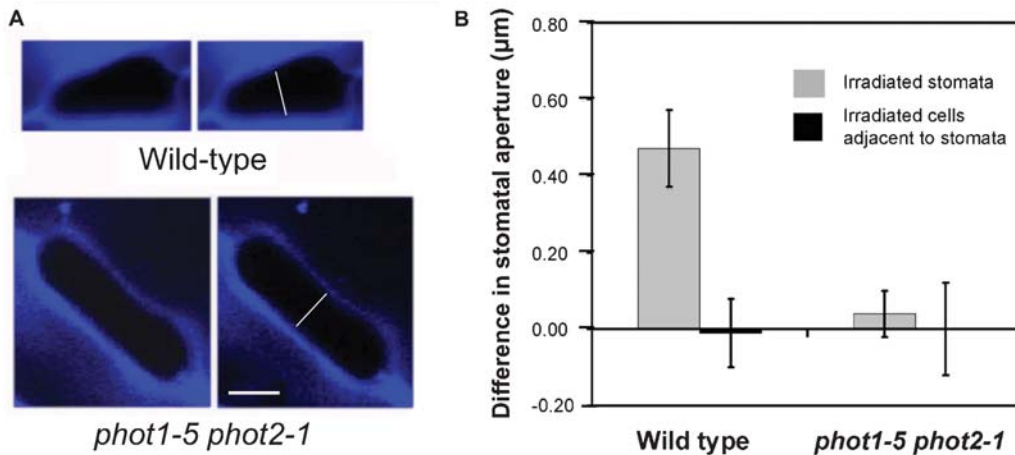 A
Wild-type
phot1-5 phot2-1
B
Difference in stomatal aperture (µm)
0.80
0.60
0.40
0.20
0.00
-0.20
Irradiated stomata
Irradiated cells
adjacent to stomata
Wild type
phot1-5 phot2-1